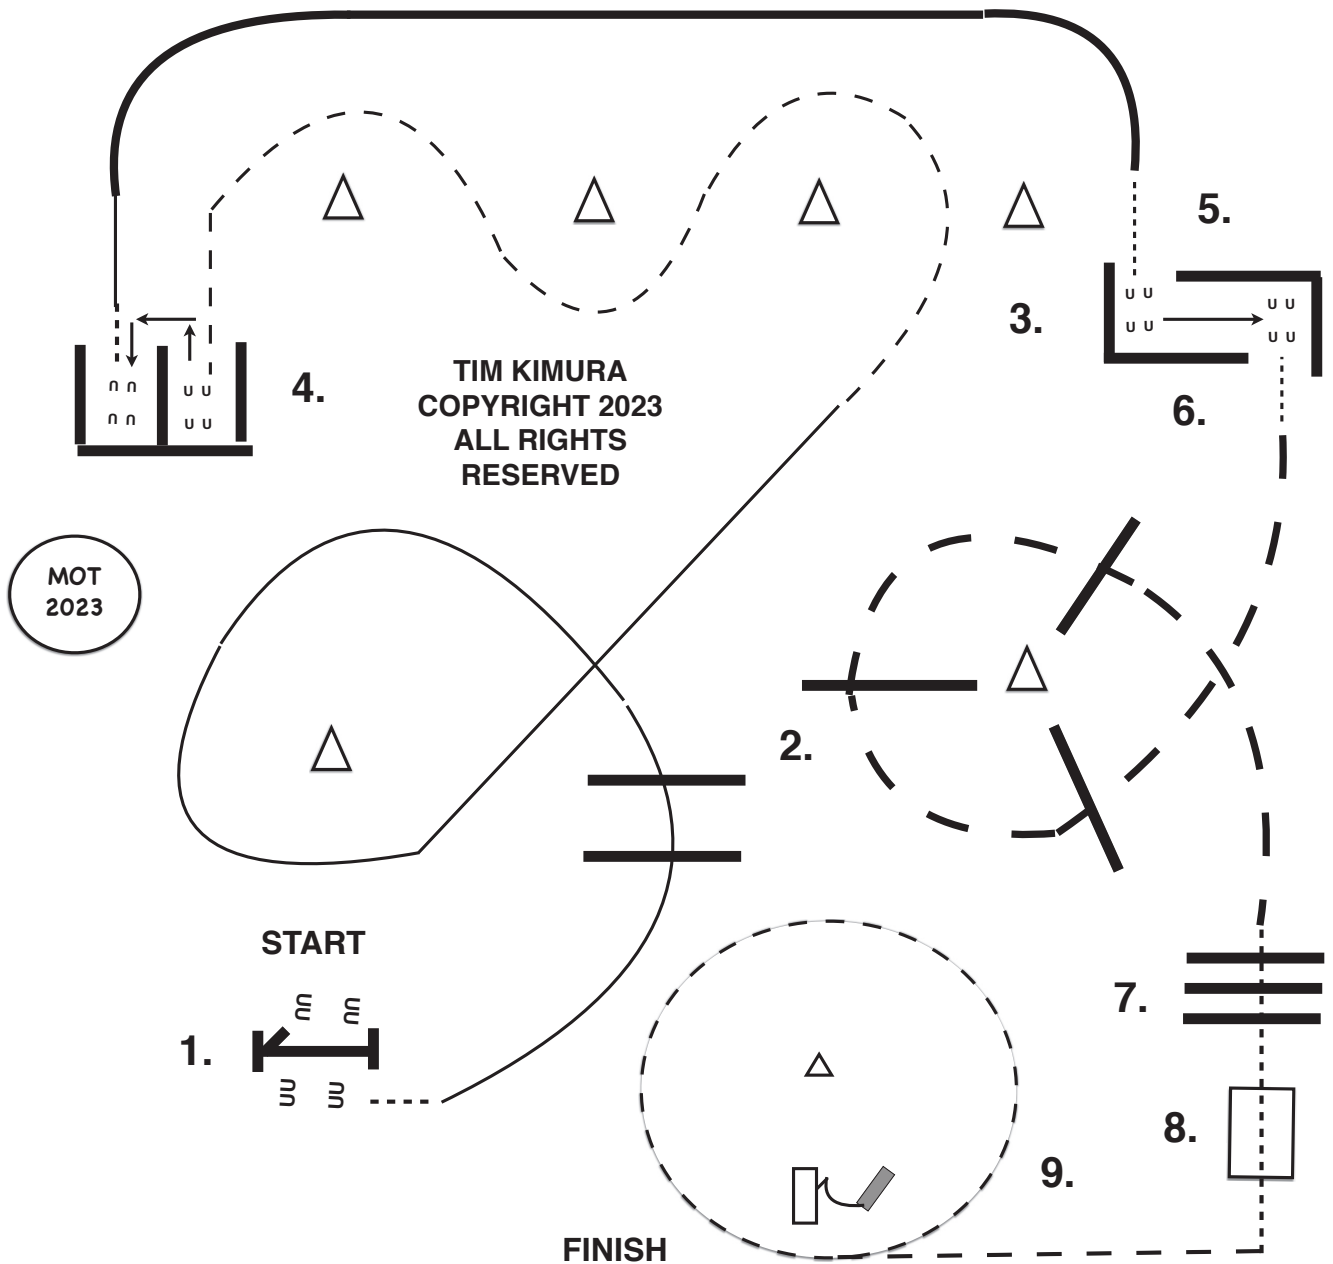 5.
3.
4.
TIM KIMURA
COPYRIGHT 2023
ALL RIGHTS
RESERVED
6.
MOT
2023
2.
START
1.
7.
8.
9.
FINISH